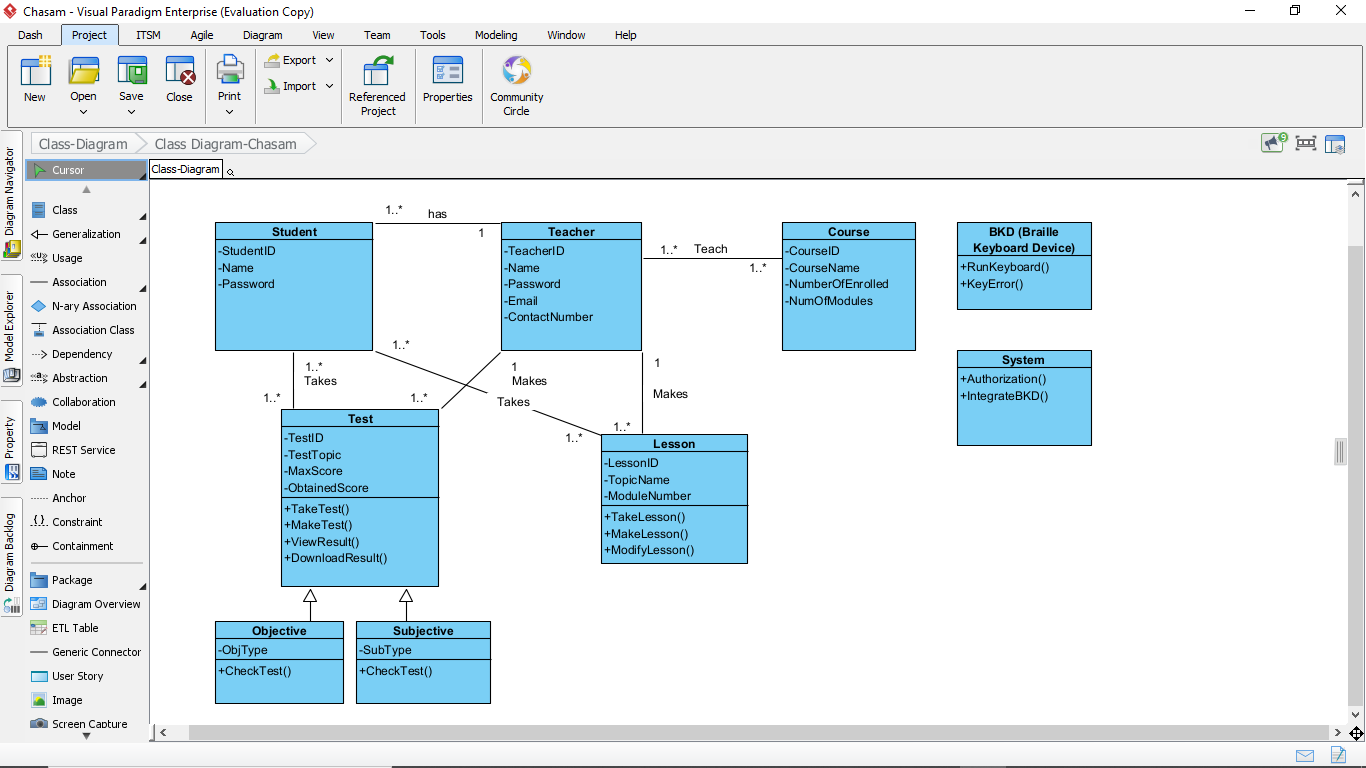 Chasam - Visual Paradigm Enterprise (Evaluation Copy)
Dash Project ITSM Agile Diagram View Team Tools Modeling Window Help
New Open Save Close Print
Export
Import
Referenced Project
Properties
Community Circle
Class-Diagram Class Diagram-Chasam
9
Diagram Navigator
Model Explorer
Property
Diagram Backlog
Cursor
Class
Generalization
Usage
Association
N-ary Association
Association Class
Dependency
Abstraction
Collaboration
Model
REST Service
Note
Anchor
Constraint
Containment
Package
Diagram Overview
ETL Table
Generic Connector
User Story
Image
Screen Capture
Class-Diagram
Student
-StudentID
-Name
-Password
1..*
has
1
Teacher
-TeacherID
-Name
-Password
-Email
-ContactNumber
1..*
Teach
1..*
Course
-CourseID
-CourseName
-NumberOfEnrolled
-NumOfModules
BKD (Braille
Keyboard Device)
+RunKeyboard()
+KeyError()
System
+Authorization()
+IntegrateBKD()
1..*
Takes
1..*
1..*
Takes
1..*
1
Makes
1..*
1
Makes
1..*
Test
-TestID
-TestTopic
-MaxScore
-ObtainedScore
+TakeTest()
+MakeTest()
+ViewResult()
+DownloadResult()
Lesson
-LessonID
-TopicName
-ModuleNumber
+TakeLesson()
+MakeLesson()
+ModifyLesson()
Objective
-ObjType
+CheckTest()
Subjective
-SubType
+CheckTest()